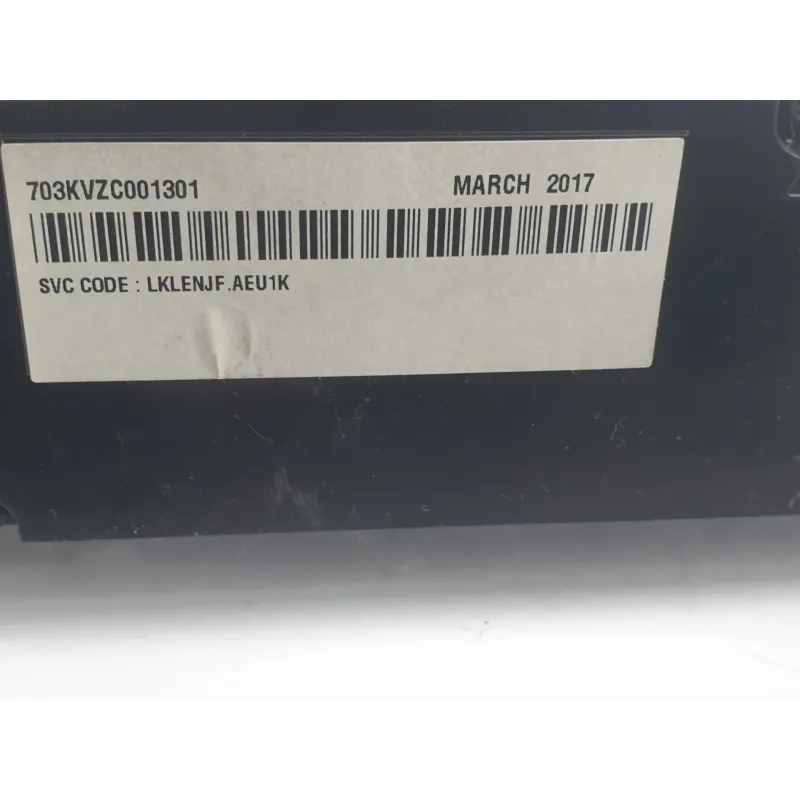 703KVZC001301 MARCH 2017
SVC CODE : LKLENJF.AEU1K